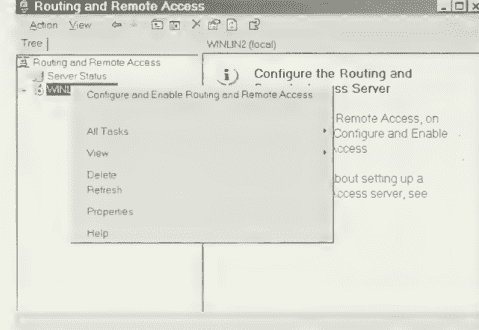 Routing and Remote Access
Action View
Tree
WINLIN2 (local)
Routing and Remote Access
Server Status
WINLI
Configure the Routing and
ss Server
Configure and Enable Routing and Remote Access
All Tasks
View
Delete
Refresh
Properties
Help
Remote Access, on
Configure and Enable
ccess
bout setting up a
ccess server, see